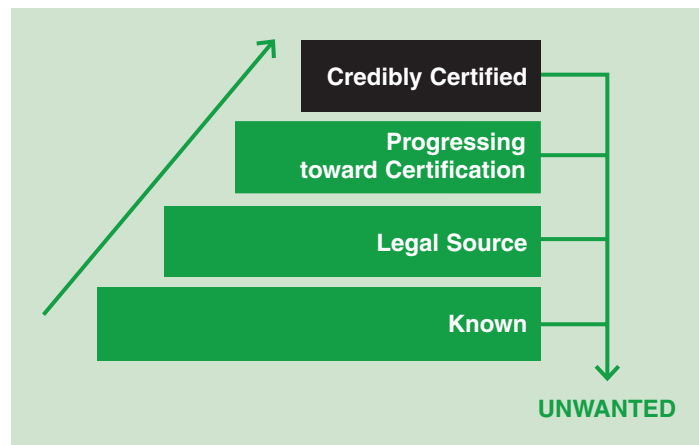 Credibly Certified
Progressing
toward Certification
Legal Source
Known
UNWANTED